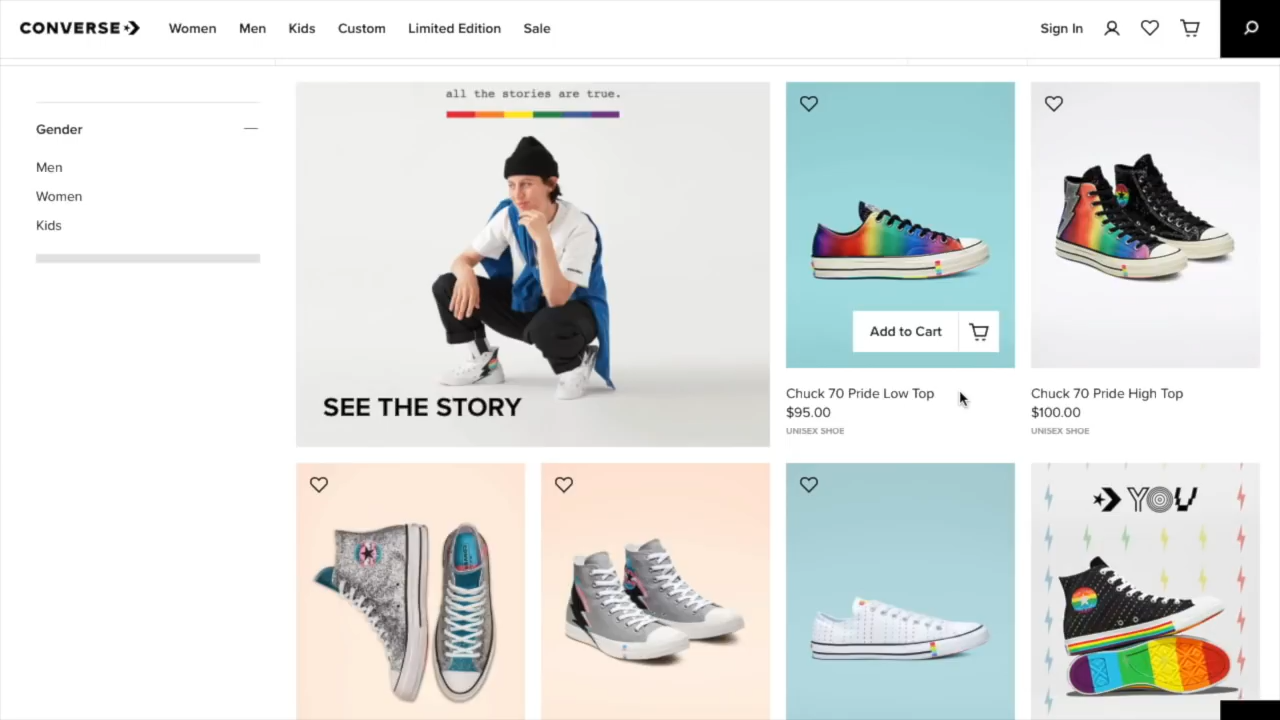 CONVERSE
Women
Men
Kids
Custom
Limited Edition
Sale
Sign In
Gender
Men
Women
Kids
all the stories are true.
SEE THE STORY
Add to Cart
Chuck 70 Pride Low Top
$95.00
UNISEX SHOE
Chuck 70 Pride High Top
$100.00
UNISEX SHOE
YOU